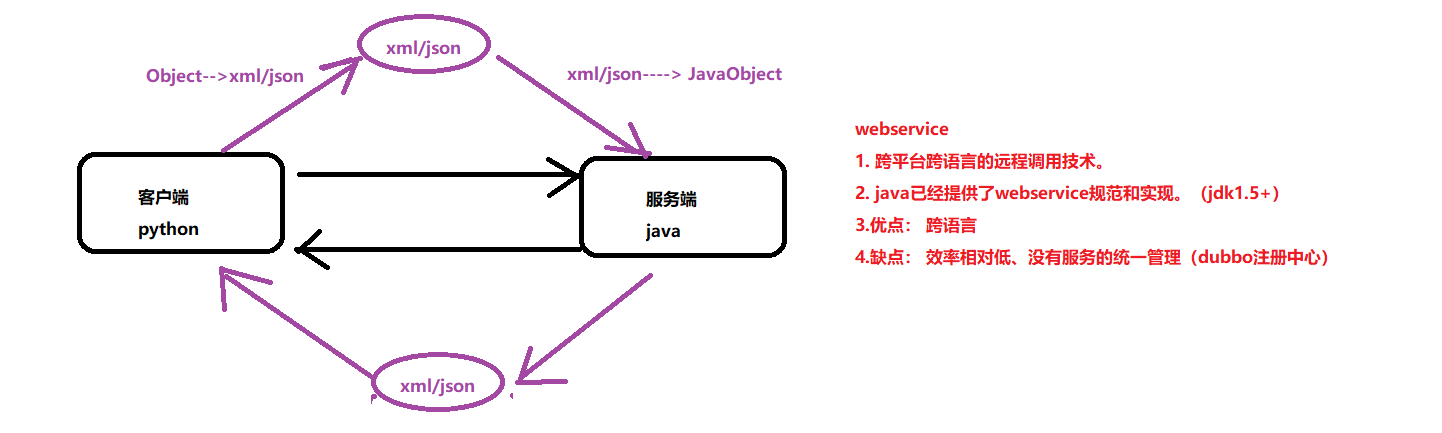 xml/json
Object-->xml/json
xml/json----> JavaObject
客户端
python
服务端
java
xml/json
webservice
1. 跨平台跨语言的远程调用技术。
2. java已经提供了webservice规范和实现。（jdk1.5+）
3.优点： 跨语言
4.缺点： 效率相对低、没有服务的统一管理（dubbo注册中心）